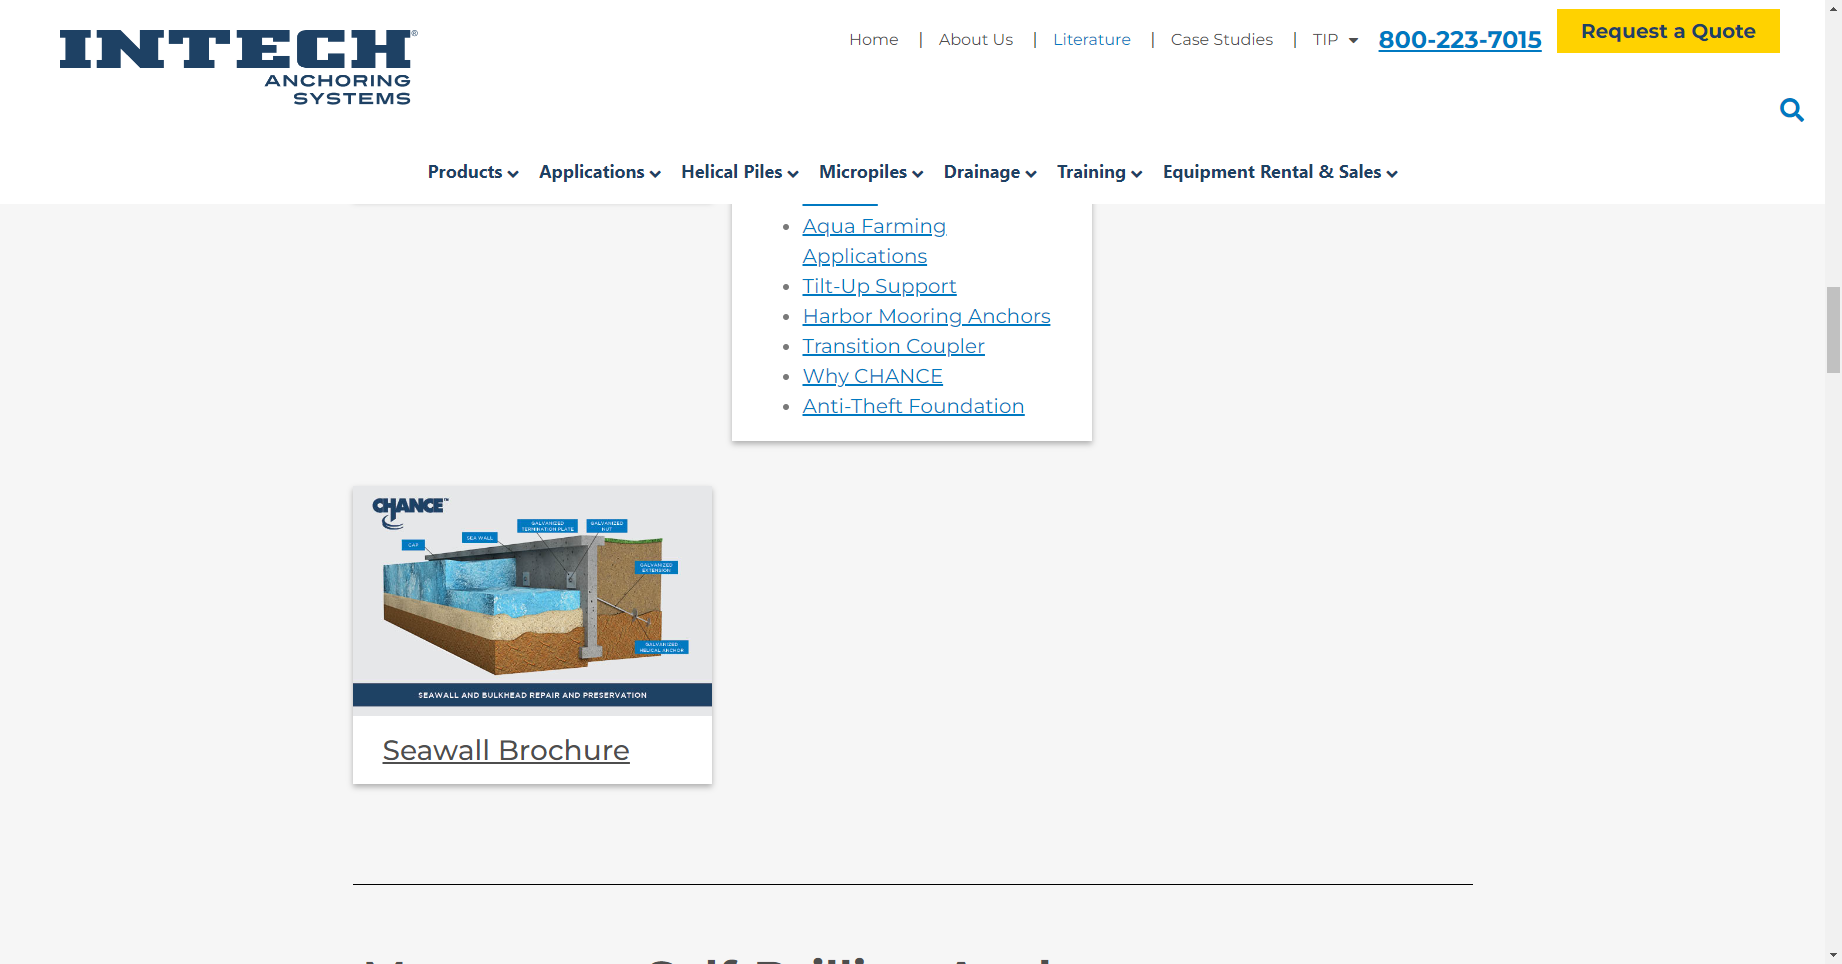 INTECH®
ANCHORING
SYSTEMS
Home | About Us | Literature | Case Studies | TIP
800-223-7015
Request a Quote
Products
Applications
Helical Piles
Micropiles
Drainage
Training
Equipment Rental & Sales
Aqua Farming
Applications
Tilt-Up Support
Harbor Mooring Anchors
Transition Coupler
Why CHANCE
Anti-Theft Foundation
CHANCE™
CAP
SEA WALL
GALVANIZED
TERMINATION PLATE
GALVANIZED
NUT
GALVANIZED
EXTENSION
GALVANIZED
HELICAL ANCHOR
SEAWALL AND BULKHEAD REPAIR AND PRESERVATION
Seawall Brochure